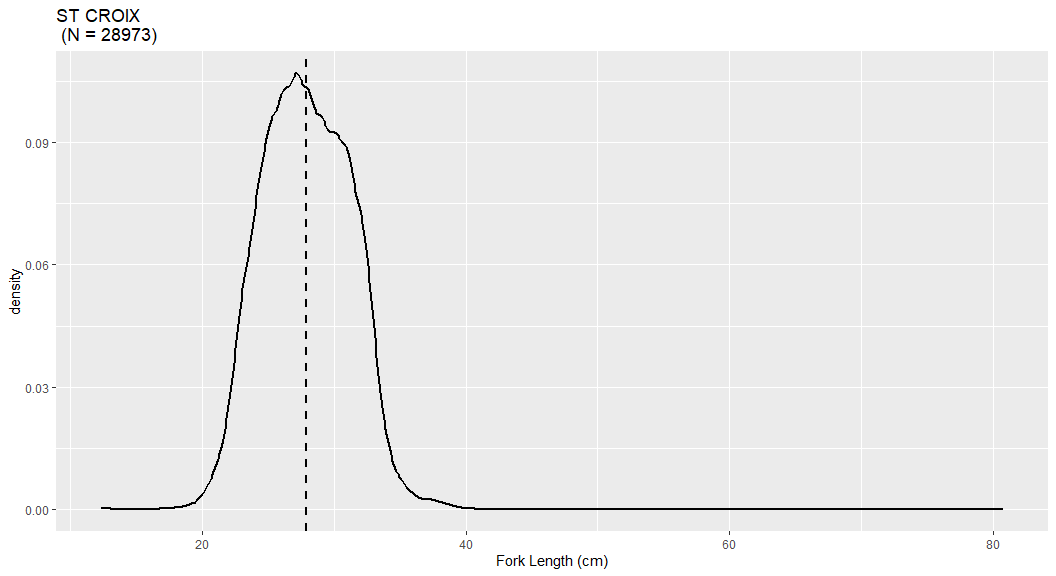 ST CROIX
(N = 28973)
0.09
0.06
0.03
0.00
density
20 40 60 80
Fork Length (cm)